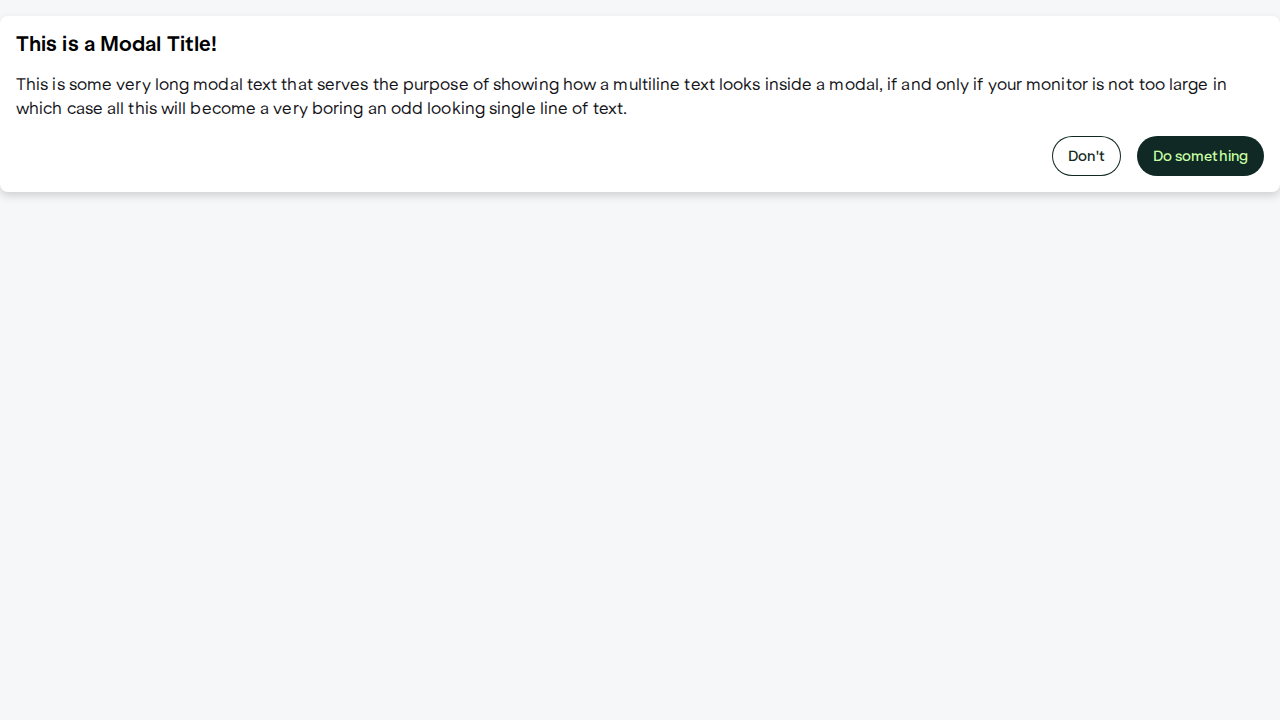 This is a Modal Title!
This is some very long modal text that serves the purpose of showing how a multiline text looks inside a modal, if and only if your monitor is not too large in
which case all this will become a very boring an odd looking single line of text.
Don't
Do something